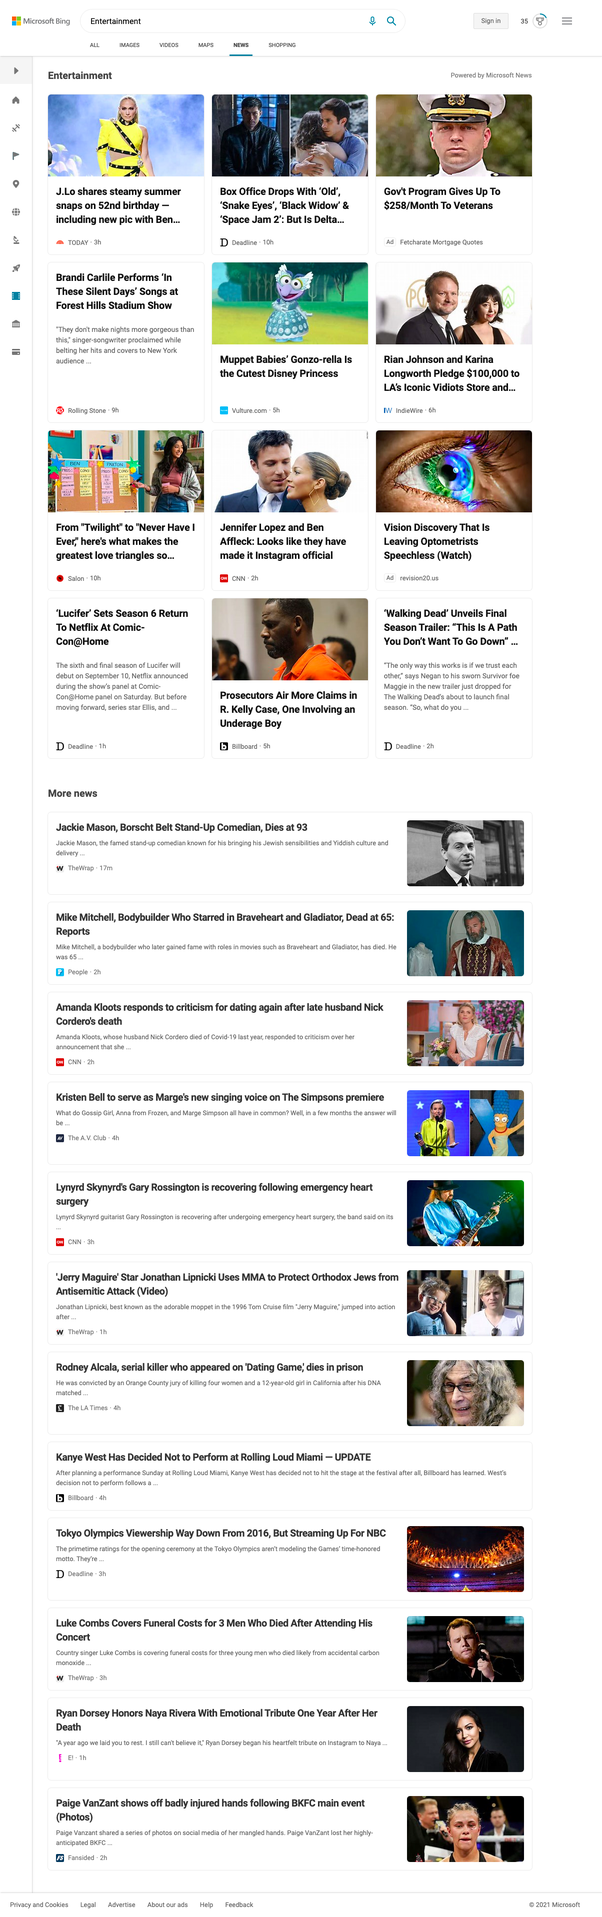 Microsoft Bing
Entertainment
Sign in
35
ALL
IMAGES
VIDEOS
MAPS
NEWS
SHOPPING
Entertainment
Powered by Microsoft News
J.Lo shares steamy summer
snaps on 52nd birthday —
including new pic with Ben...
TODAY · 3h
Box Office Drops With ‘Old’,
‘Snake Eyes’, ‘Black Widow’ &
‘Space Jam 2’: But Is Delta...
Deadline · 10h
Gov't Program Gives Up To
$258/Month To Veterans
Ad Fetcharate Mortgage Quotes
Brandi Carlile Performs ‘In
These Silent Days’ Songs at
Forest Hills Stadium Show
“They don’t make nights more gorgeous than
this,” singer-songwriter proclaimed while
belting her hits and covers to New York
audience ...
Rolling Stone · 9h
Muppet Babies’ Gonzo-rella Is
the Cutest Disney Princess
Vulture.com · 5h
Rian Johnson and Karina
Longworth Pledge $100,000 to
LA’s Iconic Vidiots Store and...
IndieWire · 6h
BEN
PAXTON
From "Twilight" to "Never Have I
Ever," here's what makes the
greatest love triangles so...
Salon · 10h
Jennifer Lopez and Ben
Affleck: Looks like they have
made it Instagram official
CNN · 2h
Vision Discovery That Is
Leaving Optometrists
Speechless (Watch)
Ad revision20.us
‘Lucifer’ Sets Season 6 Return
To Netflix At Comic-
Con@Home
The sixth and final season of Lucifer will
debut on September 10, Netflix announced
during the show’s panel at Comic-
Con@Home panel on Saturday. But before
moving forward, series star Ellis, and ...
Deadline · 1h
Prosecutors Air More Claims in
R. Kelly Case, One Involving an
Underage Boy
Billboard · 5h
‘Walking Dead’ Unveils Final
Season Trailer: “This Is A Path
You Don’t Want To Go Down” ...
“The only way this works is if we trust each
other,” says Negan to his sworn Survivor foe
Maggie in the new trailer just dropped for
The Walking Dead’s about to launch final
season. “So, what do you ...
Deadline · 2h
More news
Jackie Mason, Borscht Belt Stand-Up Comedian, Dies at 93
Jackie Mason, the famed stand-up comedian known for his bringing his Jewish sensibilities and Yiddish culture and
delivery ...
TheWrap · 17m
Mike Mitchell, Bodybuilder Who Starred in Braveheart and Gladiator, Dead at 65:
Reports
Mike Mitchell, a bodybuilder who later gained fame with roles in movies such as Braveheart and Gladiator, has died. He
was 65 ...
People · 2h
Amanda Kloots responds to criticism for dating again after late husband Nick
Cordero's death
Amanda Kloots, whose husband Nick Cordero died of Covid-19 last year, responded to criticism over her
announcement that she ...
CNN · 2h
Kristen Bell to serve as Marge's new singing voice on The Simpsons premiere
What do Gossip Girl, Anna from Frozen, and Marge Simpson all have in common? Well, in a few months the answer will
be ...
The A.V. Club · 4h
Lynyrd Skynyrd's Gary Rossington is recovering following emergency heart
surgery
Lynyrd Skynyrd guitarist Gary Rossington is recovering after undergoing emergency heart surgery, the band said on its
...
CNN · 3h
'Jerry Maguire' Star Jonathan Lipnicki Uses MMA to Protect Orthodox Jews from
Antisemitic Attack (Video)
Jonathan Lipnicki, best known as the adorable moppet in the 1996 Tom Cruise film “Jerry Maguire,” jumped into action
after ...
TheWrap · 1h
Rodney Alcala, serial killer who appeared on ‘Dating Game,’ dies in prison
He was convicted by an Orange County jury of killing four women and a 12-year-old girl in California after his DNA
matched ...
The LA Times · 4h
Kanye West Has Decided Not to Perform at Rolling Loud Miami — UPDATE
After planning a performance Sunday at Rolling Loud Miami, Kanye West has decided not to hit the stage at the festival after all, Billboard has learned. West's
decision not to perform follows a ...
Billboard · 4h
Tokyo Olympics Viewership Way Down From 2016, But Streaming Up For NBC
The primetime ratings for the opening ceremony at the Tokyo Olympics aren’t modeling the Games’ time-honored
motto. They’re ...
Deadline · 3h
Luke Combs Covers Funeral Costs for 3 Men Who Died After Attending His
Concert
Country singer Luke Combs is covering funeral costs for three young men who died likely from accidental carbon
monoxide ...
TheWrap · 3h
Ryan Dorsey Honors Naya Rivera With Emotional Tribute One Year After Her
Death
"A year ago we laid you to rest. I still can't believe it," Ryan Dorsey began his heartfelt tribute on Instagram to Naya ...
E! · 1h
Paige VanZant shows off badly injured hands following BKFC main event
(Photos)
Paige Vanzant shared a series of photos on social media of her mangled hands. Paige VanZant lost her highly-
anticipated BKFC ...
Fansided · 2h
Privacy and Cookies
Legal
Advertise
About our ads
Help
Feedback
© 2021 Microsoft